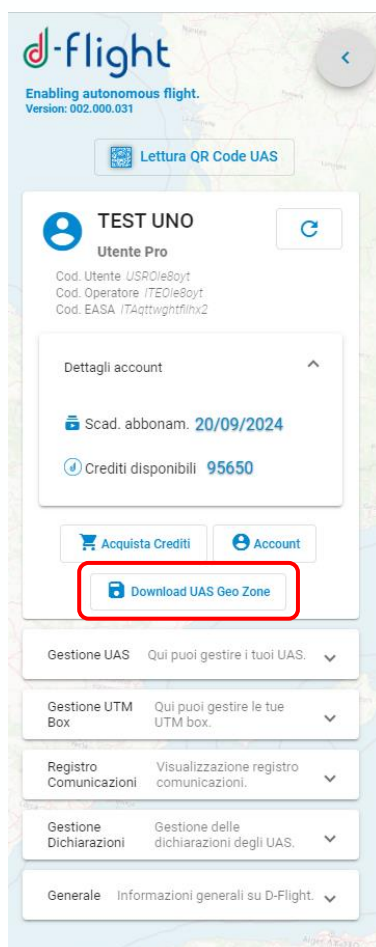 d-flight
Enabling autonomous flight.
Version: 002.000.031
Lettura QR Code UAS
TEST UNO
Utente Pro
Cod. Utente USROIe8oyt
Cod. Operatore ITEOIe8oyt
Cod. EASA ITAqttwghtfilhx2
Dettagli account
Scad. abbonam. 20/09/2024
d Crediti disponibili 95650
Acquista Crediti
Account
Download UAS Geo Zone
Gestione UAS Qui puoi gestire i tuoi UAS.
Gestione UTM Box
Qui puoi gestire le tue UTM box.
Registro Comunicazioni
Visualizzazione registro comunicazioni.
Gestione Dichiarazioni
Gestione delle dichiarazioni degli UAS.
Generale Informazioni generali su D-Flight.